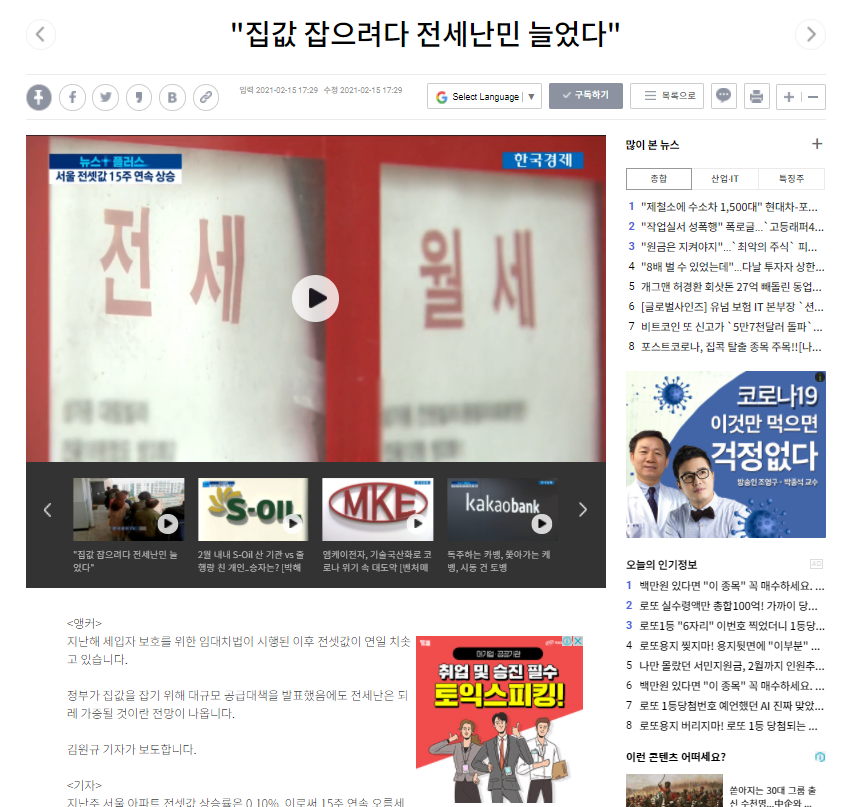 "집값 잡으려다 전세난민 늘었다"
입력 2021-02-15 17:29 수정 2021-02-15 17:29
Select Language ▼
구독하기
목록으로
뉴스+플러스
서울 전셋값 15주 연속 상승
한국경제
전세
월세
"집값 잡으려다 전세난민 늘
었다"
2월 내내 S-Oil 산 기관 vs 줄
행랑 친 개인…승자는? [박해
엠케이전자, 기술국산화로 코
로나 위기 속 대도약 [벤처폐
독주하는 카뱅, 쫓아가는 케
뱅, 시동 건 토뱅
S-OIL
MKE
kakaobank
<앵커>
지난해 세입자 보호를 위한 임대차법이 시행된 이후 전셋값이 연일 치솟
고 있습니다.
정부가 집값을 잡기 위해 대규모 공급대책을 발표했음에도 전세난은 되
레 가중될 것이란 전망이 나옵니다.
김원규 기자가 보도합니다.
<기자>
지난주 서울 아파트 전셋값 상승률은 0.10%, 이로써 15주 연속 오름세
취업 및 승진 필수
토익스피킹!
많이 본 뉴스
종합
산업·IT
특징주
1 "제철소에 수소차 1,500대" 현대차-포...
2 "작업실서 성폭행" 폭로글...`고등래퍼4...
3 "원금은 지켜야지"...`최악의 주식` 피...
4 "8배 벌 수 있었는데"...다날 투자자 상한...
5 개그맨 허경환 회삿돈 27억 빼돌린 동업...
6 [글로벌사인즈] 유넘 보험 IT 본부장 `션...
7 비트코인 또 신고가 `5만7천달러 돌파`...
8 포스트코로나, 집콕 탈출 종목 주목!![나...
코로나19
이것만 먹으면
걱정없다
방송인 조영구 - 박종석 교수
오늘의 인기정보
AD
1 백만원 있다면 "이 종목" 꼭 매수하세요. ...
2 로또 실수령액만 총합100억! 가까이 당...
3 로또1등 "6자리" 이번호 찍었더니 1등당...
4 로또용지 찢지마! 용지뒷면에 "이부분" ...
5 나만 몰랐던 서민지원금, 2월까지 인원추...
6 백만원 있다면 "이 종목" 꼭 매수하세요. ...
7 로또 1등당첨번호 예언했던 AI 진짜 맞았...
8 로또용지 버리지마! 로또 1등 당첨되는 ...
이런 콘텐츠 어떠세요?
쏟아지는 30대 그룹 출
신 수천명...中企와